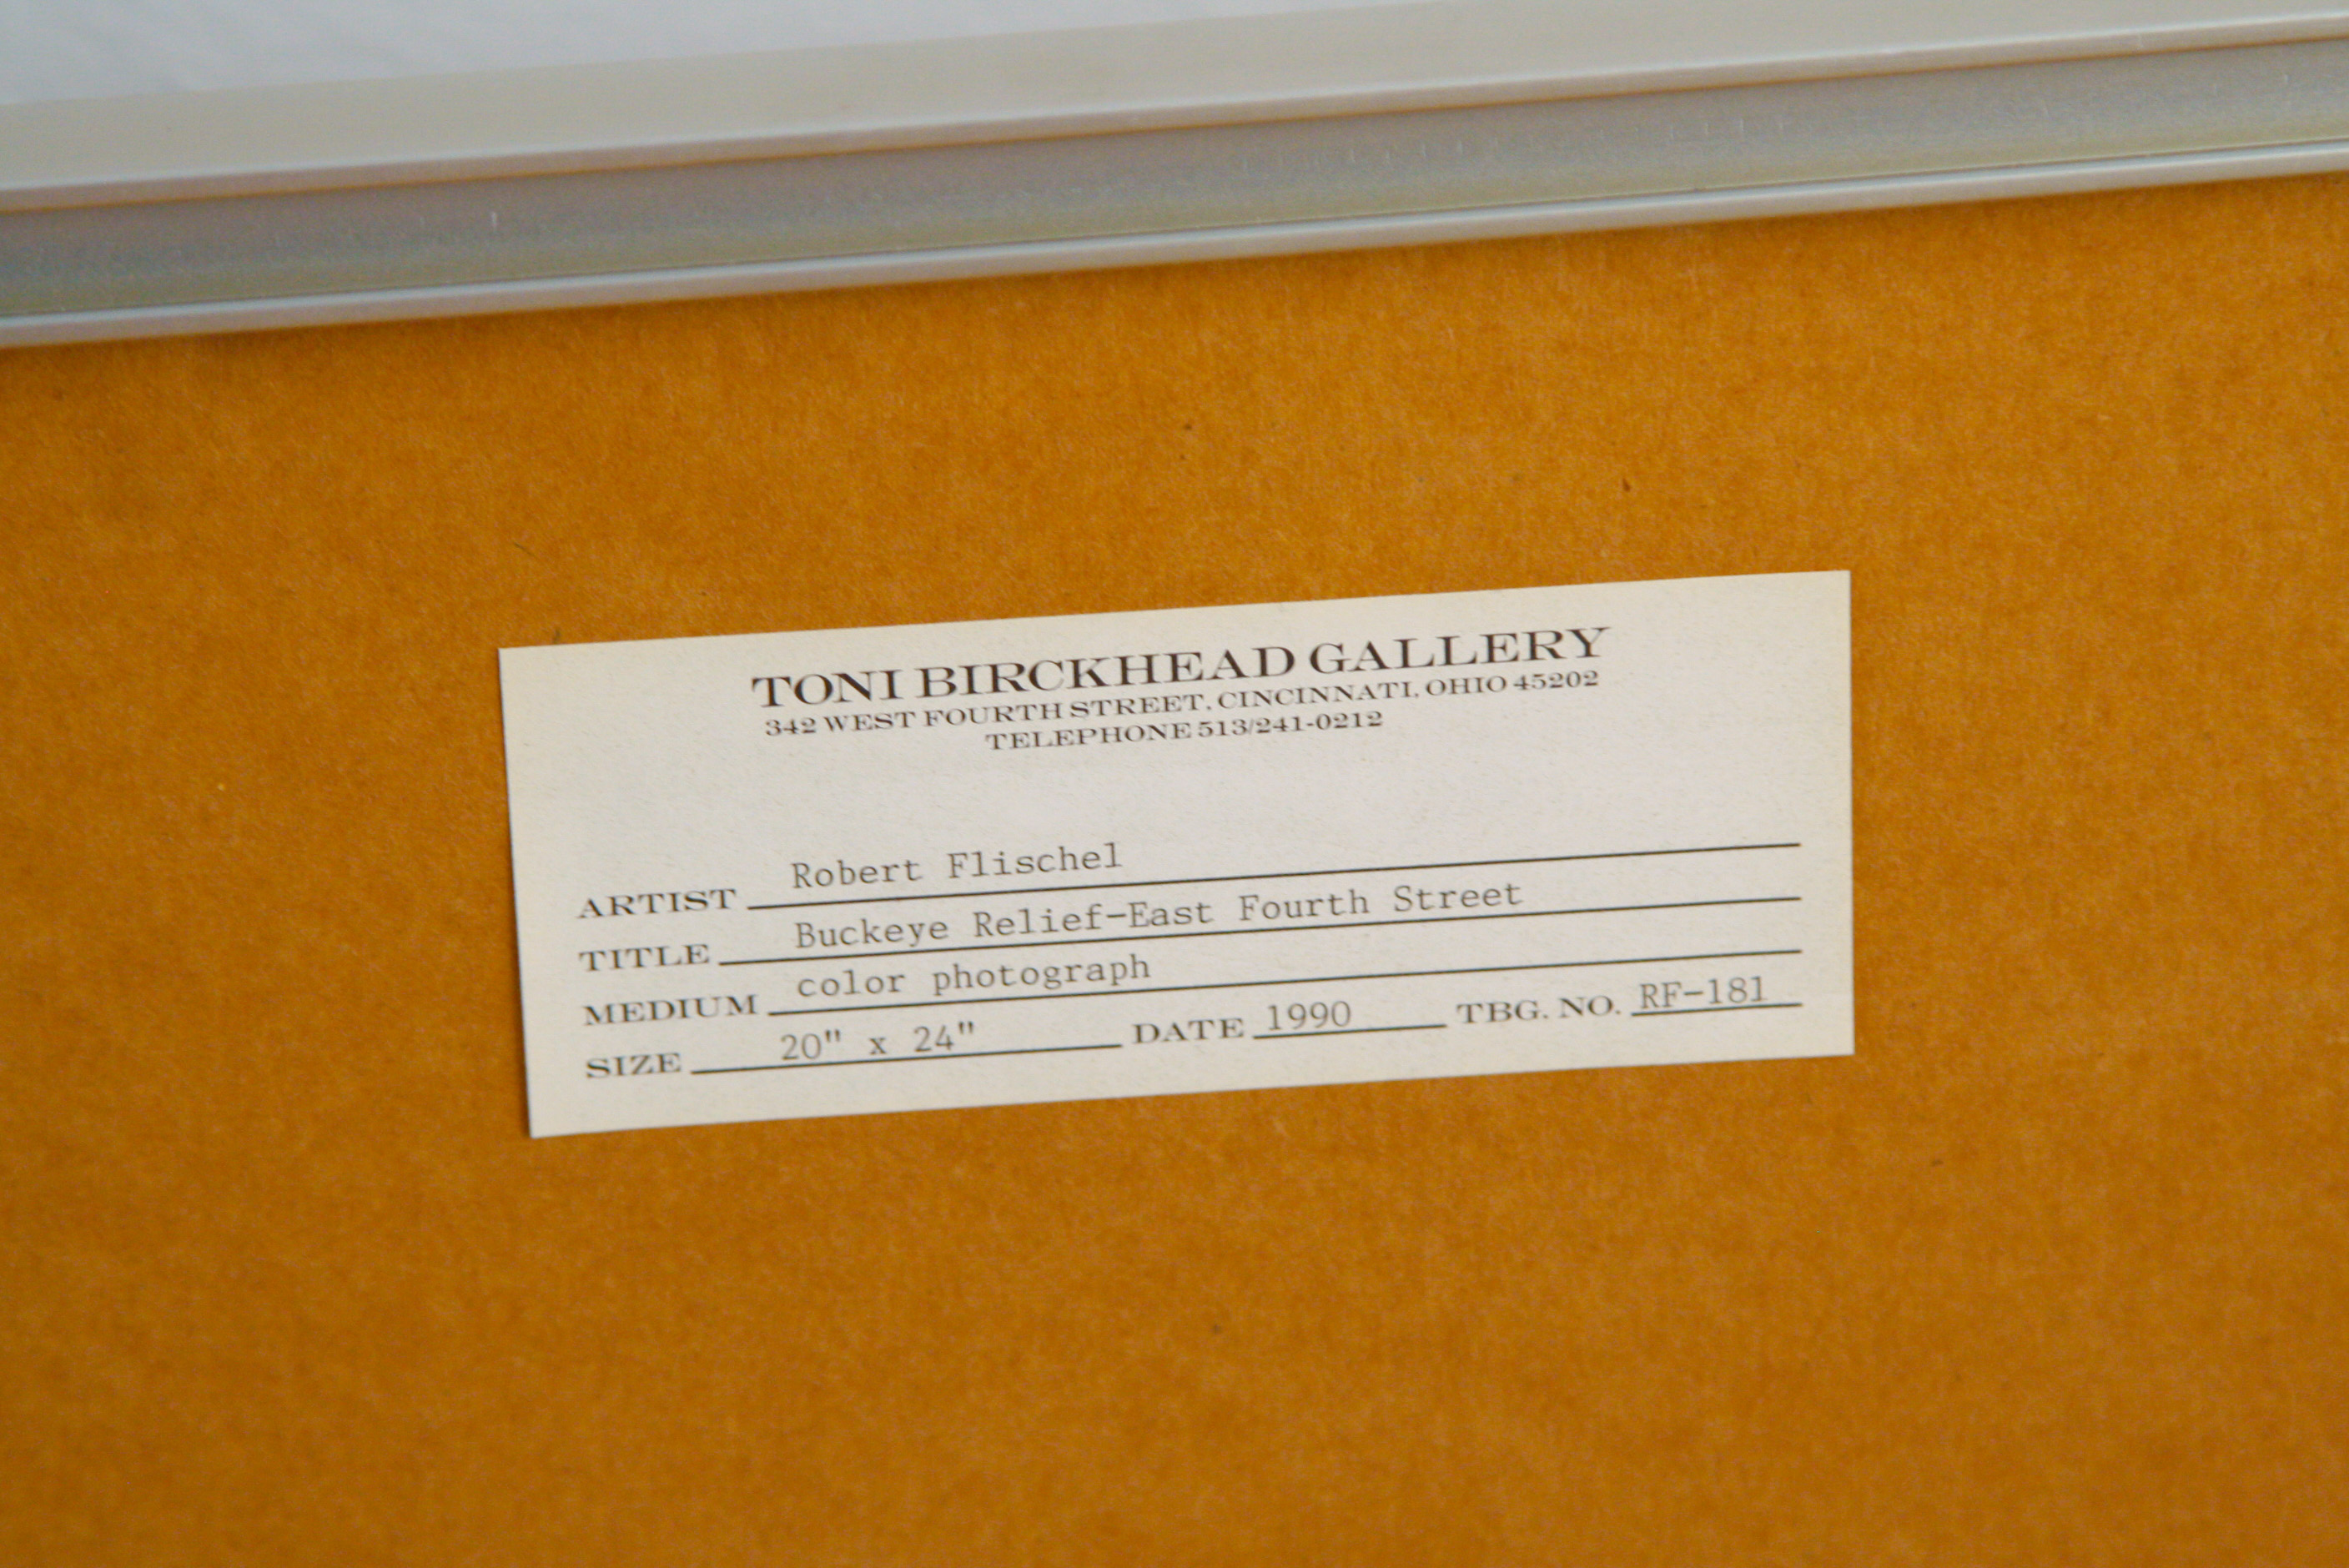 TONI BIRCKHEAD GALLERY
342 WEST FOURTH STREET, CINCINNATI, OHIO 45202
TELEPHONE 513/241-0212
ARTIST Robert Flischel
TITLE Buckeye Relief-East Fourth Street
MEDIUM color photograph
SIZE 20" x 24" DATE 1990 TBG. NO. RF-181